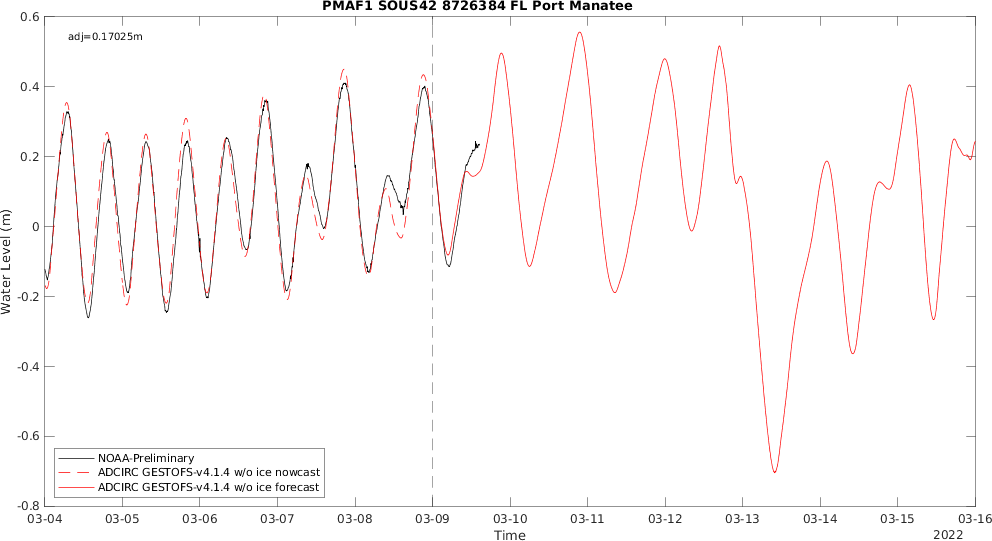 PMAF1 SOUS42 8726384 FL Port Manatee
adj=0.17025m
0.6
0.4
0.2
0
-0.2
-0.4
-0.6
-0.8
Water Level (m)
NOAA-Preliminary
ADCIRC GESTOFS-v4.1.4 w/o ice nowcast
ADCIRC GESTOFS-v4.1.4 w/o ice forecast
03-04 03-05 03-06 03-07 03-08 03-09 03-10 03-11 03-12 03-13 03-14 03-15 03-16
Time
2022